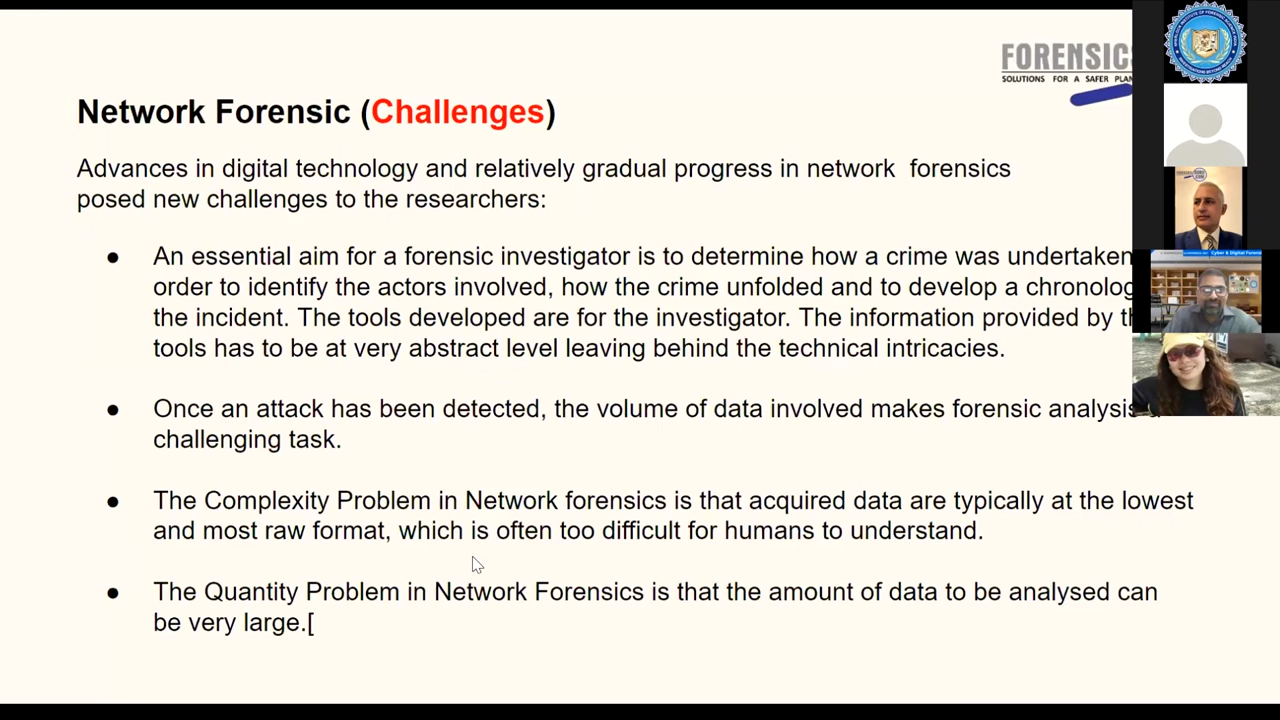 FORENSICS
SOLUTIONS FOR A SAFER PLAN
Network Forensic (Challenges)
Advances in digital technology and relatively gradual progress in network forensics
posed new challenges to the researchers:
● An essential aim for a forensic investigator is to determine how a crime was undertaken
order to identify the actors involved, how the crime unfolded and to develop a chronolog
the incident. The tools developed are for the investigator. The information provided by th
tools has to be at very abstract level leaving behind the technical intricacies.
● Once an attack has been detected, the volume of data involved makes forensic analysis
challenging task.
● The Complexity Problem in Network forensics is that acquired data are typically at the lowest
and most raw format, which is often too difficult for humans to understand.
● The Quantity Problem in Network Forensics is that the amount of data to be analysed can
be very large.[
Cyber & Digital Forens